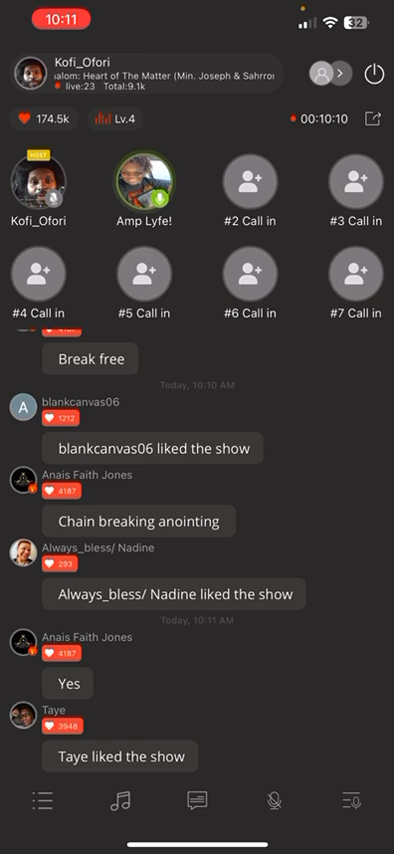 10:11
32
Kofi_Ofori
alom: Heart of The Matter (Min. Joseph & Sahrro
live:23 Total:9.1k
174.5k
Lv.4
00:10:10
HOST
Kofi_Ofori
Amp Lyfe!
#2 Call in
#3 Call in
#4 Call in
#5 Call in
#6 Call in
#7 Call in
Break free
Today, 10:10 AM
A
blankcanvas06
1212
blankcanvas06 liked the show
Anais Faith Jones
4187
Chain breaking anointing
Always_bless/ Nadine
293
Always_bless/ Nadine liked the show
Today, 10:11 AM
Anais Faith Jones
4187
Yes
Taye
3948
Taye liked the show